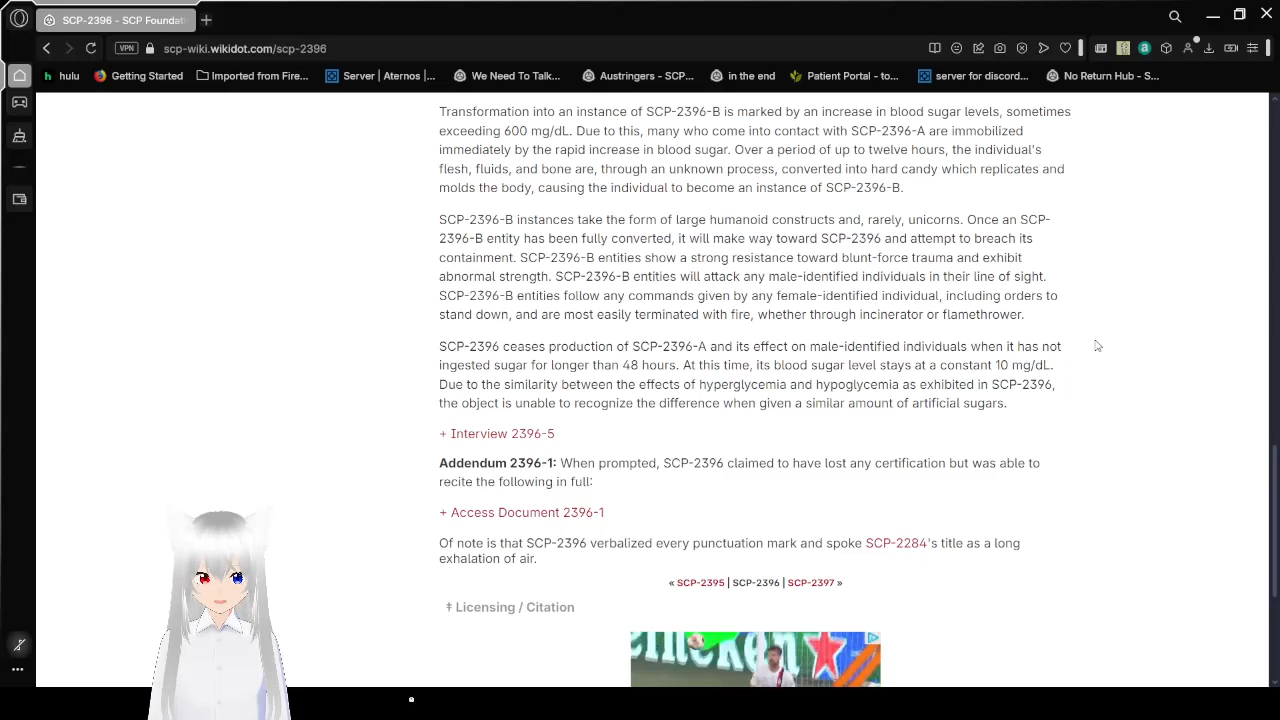 SCP-2396 - SCP Foundat
VPN
scp-wiki.wikidot.com/scp-2396
h hulu
Getting Started
Imported from Fire...
Server | Aternos |...
We Need To Talk...
Austringers - SCP...
in the end
Patient Portal - to...
server for discord...
No Return Hub - S...
Transformation into an instance of SCP-2396-B is marked by an increase in blood sugar levels, sometimes
exceeding 600 mg/dL. Due to this, many who come into contact with SCP-2396-A are immobilized
immediately by the rapid increase in blood sugar. Over a period of up to twelve hours, the individual's
flesh, fluids, and bone are, through an unknown process, converted into hard candy which replicates and
molds the body, causing the individual to become an instance of SCP-2396-B.
SCP-2396-B instances take the form of large humanoid constructs and, rarely, unicorns. Once an SCP-
2396-B entity has been fully converted, it will make way toward SCP-2396 and attempt to breach its
containment. SCP-2396-B entities show a strong resistance toward blunt-force trauma and exhibit
abnormal strength. SCP-2396-B entities will attack any male-identified individuals in their line of sight.
SCP-2396-B entities follow any commands given by any female-identified individual, including orders to
stand down, and are most easily terminated with fire, whether through incinerator or flamethrower.
SCP-2396 ceases production of SCP-2396-A and its effect on male-identified individuals when it has not
ingested sugar for longer than 48 hours. At this time, its blood sugar level stays at a constant 10 mg/dL.
Due to the similarity between the effects of hyperglycemia and hypoglycemia as exhibited in SCP-2396,
the object is unable to recognize the difference when given a similar amount of artificial sugars.
+ Interview 2396-5
Addendum 2396-1: When prompted, SCP-2396 claimed to have lost any certification but was able to
recite the following in full:
+ Access Document 2396-1
Of note is that SCP-2396 verbalized every punctuation mark and spoke SCP-2284's title as a long
exhalation of air.
« SCP-2395 | SCP-2396 | SCP-2397 »
‡ Licensing / Citation
eineken